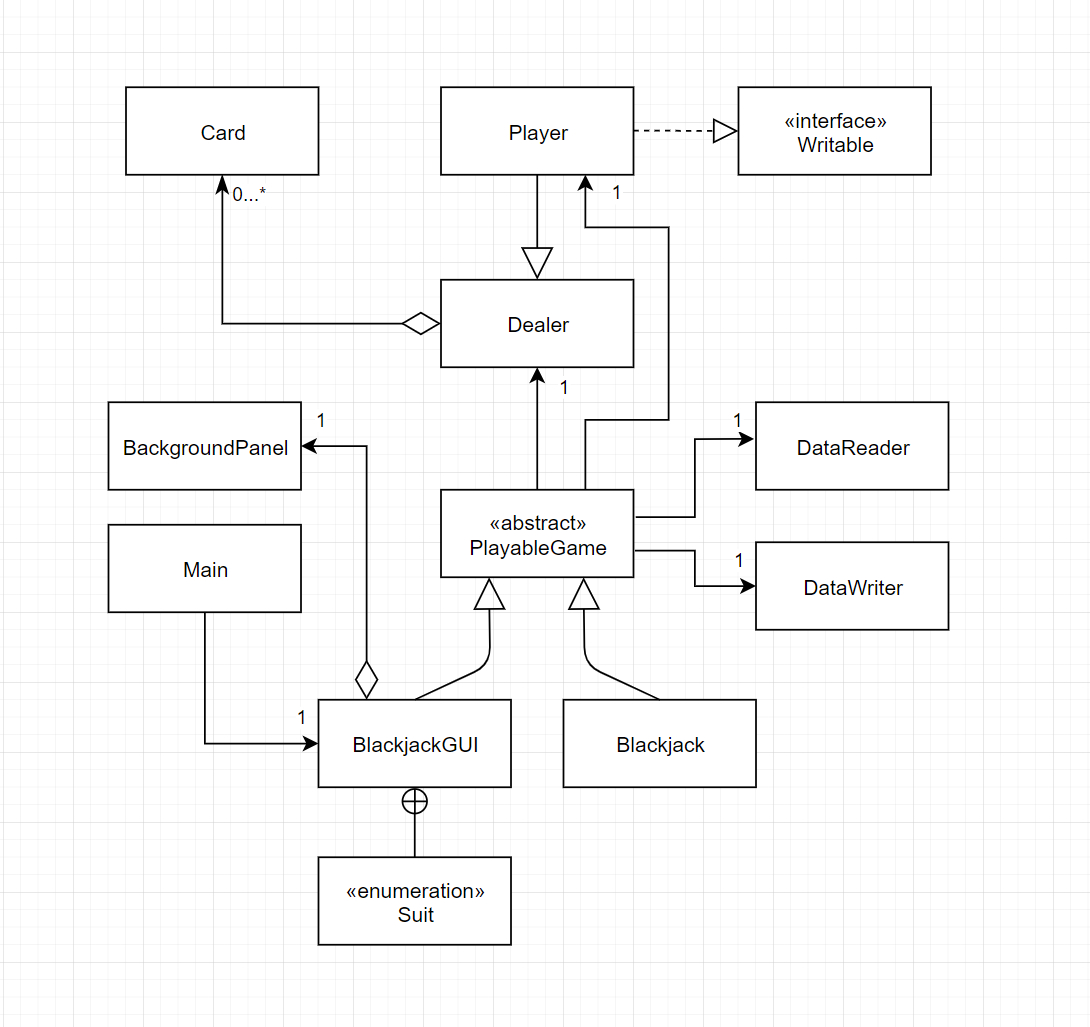 Card
Player
«interface»
Writable
0...*
1
Dealer
1
BackgroundPanel
1
1
DataReader
«abstract»
PlayableGame
Main
1
DataWriter
1
BlackjackGUI
Blackjack
«enumeration»
Suit